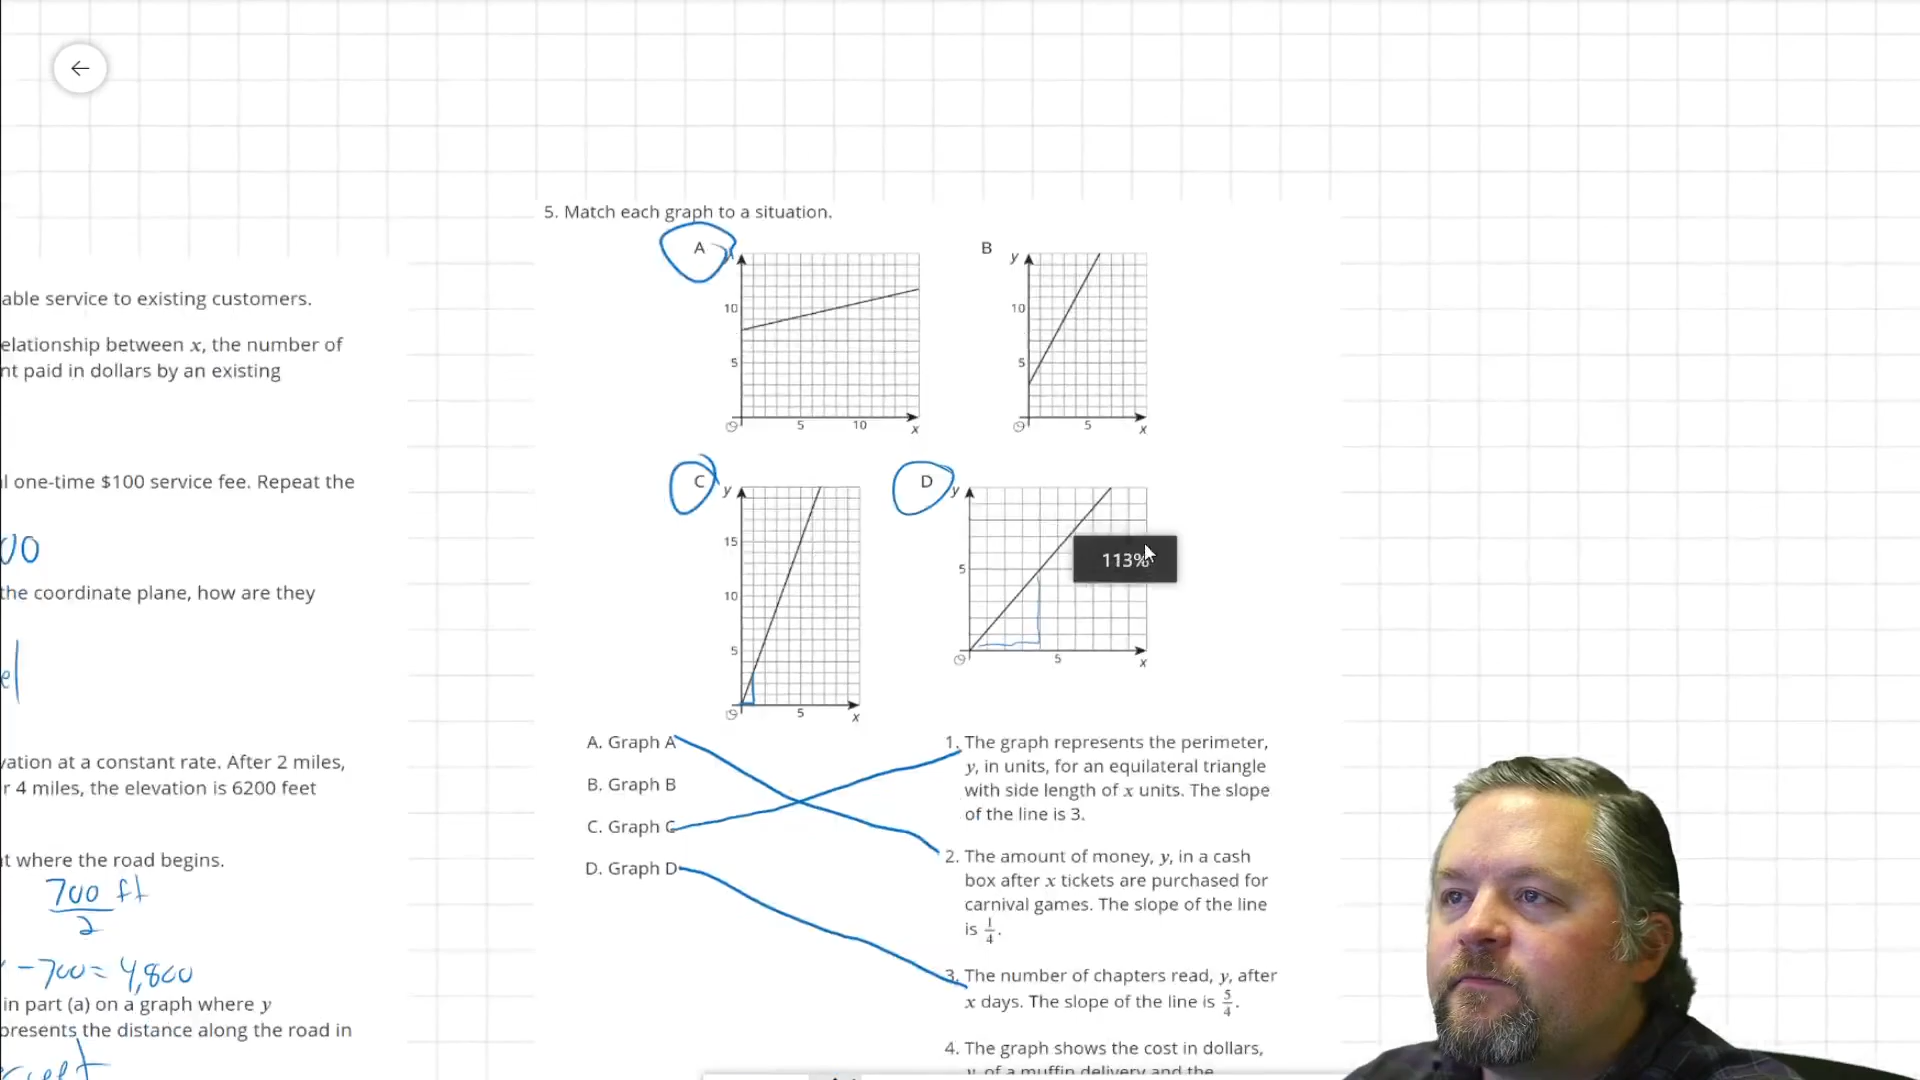 able service to existing customers.
elationship between x, the number of
nt paid in dollars by an existing
l one-time $100 service fee. Repeat the
00
the coordinate plane, how are they
el
vation at a constant rate. After 2 miles,
r 4 miles, the elevation is 6200 feet
t where the road begins.
700 ft
2
-700 = 4,800
in part (a) on a graph where y
presents the distance along the road in
5. Match each graph to a situation.
A
y
10
5
O
5
10
x
B
y
10
5
O
5
x
C
y
15
10
5
O
5
x
D
y
5
O
5
x
113%
A. Graph A
B. Graph B
C. Graph C
D. Graph D
1. The graph represents the perimeter,
y, in units, for an equilateral triangle
with side length of x units. The slope
of the line is 3.
2. The amount of money, y, in a cash
box after x tickets are purchased for
carnival games. The slope of the line
is 1/4.
3. The number of chapters read, y, after
x days. The slope of the line is 5/4.
4. The graph shows the cost in dollars,
y, of a muffin delivery and the